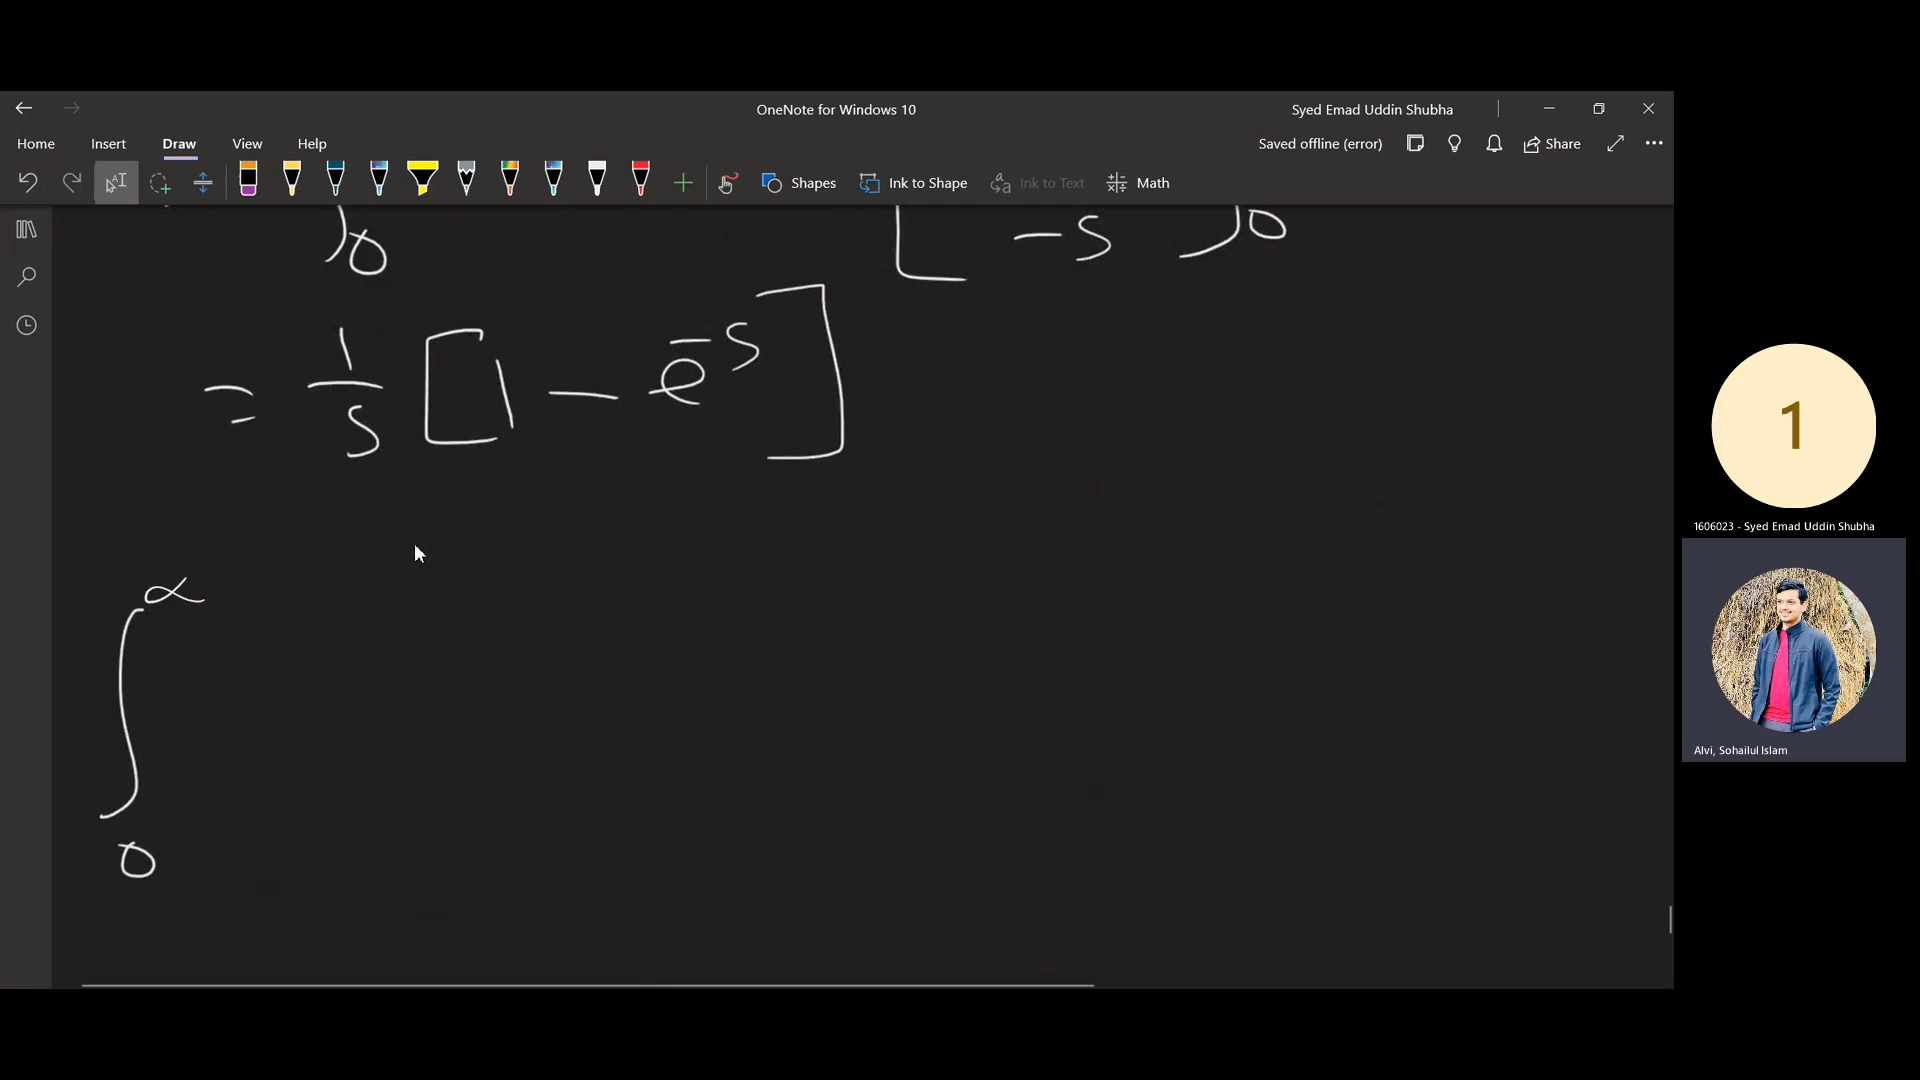 OneNote for Windows 10
Syed Emad Uddin Shubha
Home Insert Draw View Help
Saved offline (error)
Share
Shapes
Ink to Shape
Ink to Text
Math
0
[ -s ]0
= 1/s [1 - e^-s]
∫
∝
0
1
1606023 - Syed Emad Uddin Shubha
Alvi, Sohailul Islam